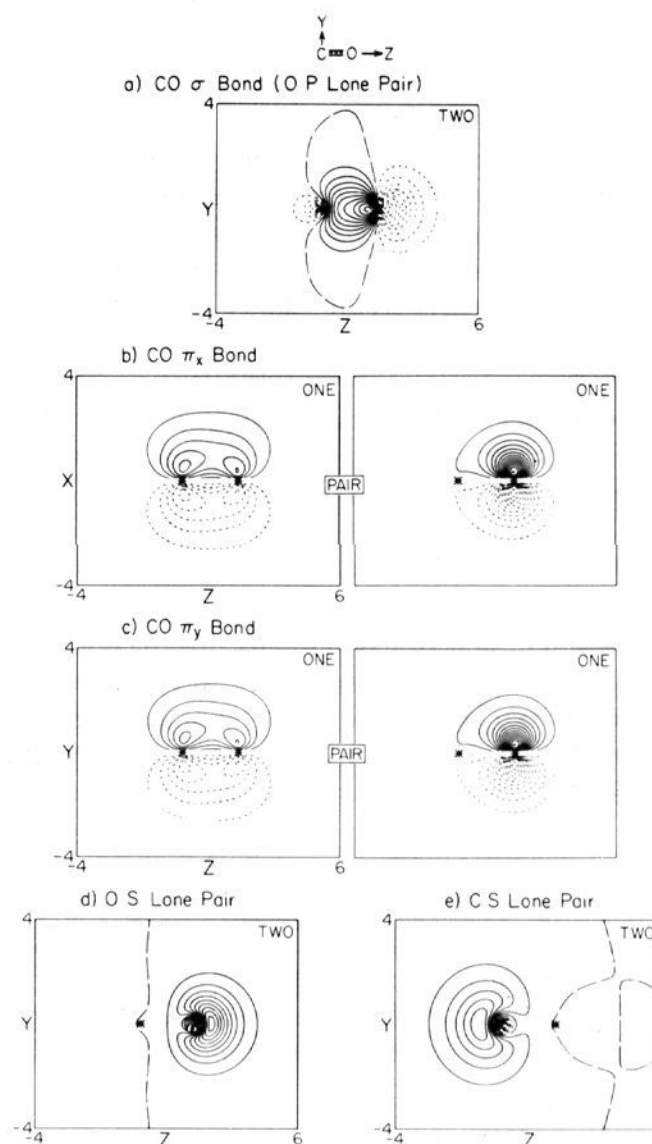 Y
C O Z
a) CO σ Bond (O P Lone Pair)
4 TWO
Y
-4
-4 Z 6
b) CO πx Bond
4 ONE ONE
X PAIR
-4
-4 Z 6
c) CO πy Bond
4 ONE ONE
Y PAIR
-4
-4 Z 6
d) O S Lone Pair e) C S Lone Pair
4 TWO 4 TWO
Y Y
-4 -4
-4 Z 6 -4 Z